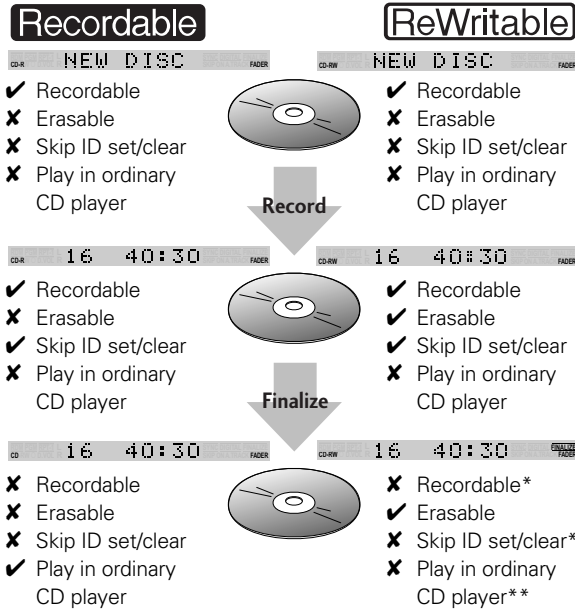 Recordable
ReWritable
CD-R NEW DISC FADER
CD-RW NEW DISC FADER
✔ Recordable
✘ Erasable
✘ Skip ID set/clear
✘ Play in ordinary
CD player
✔ Recordable
✘ Erasable
✘ Skip ID set/clear
✘ Play in ordinary
CD player
Record
CD-R 16 40:30 FADER
CD-RW 16 40:30 FADER
✔ Recordable
✘ Erasable
✔ Skip ID set/clear
✘ Play in ordinary
CD player
✔ Recordable
✔ Erasable
✔ Skip ID set/clear
✘ Play in ordinary
CD player
Finalize
CD 16 40:30 FADER
CD-RW 16 40:30 FINALIZE
FADER
✘ Recordable
✘ Erasable
✘ Skip ID set/clear
✔ Play in ordinary
CD player
✘ Recordable*
✔ Erasable
✘ Skip ID set/clear*
✘ Play in ordinary
CD player**